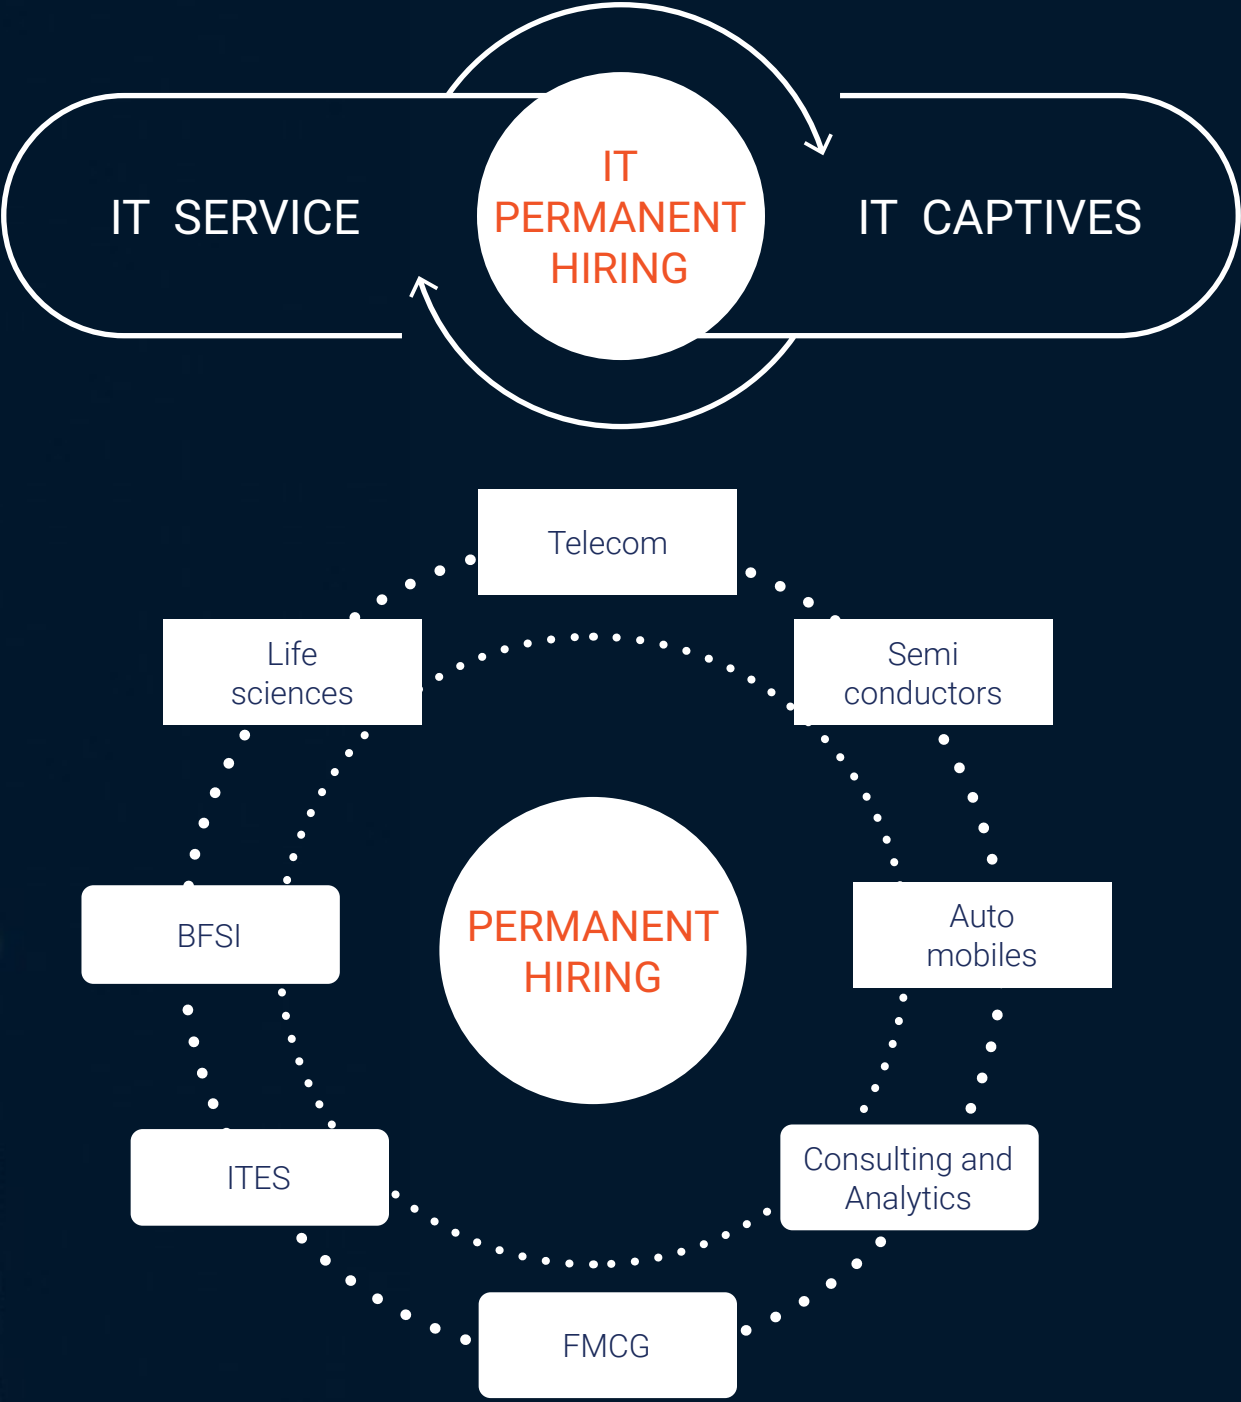 IT SERVICE
IT
PERMANENT
HIRING
IT CAPTIVES
Telecom
Life
sciences
Semi
conductors
BFSI
PERMANENT
HIRING
Auto
mobiles
ITES
Consulting and
Analytics
FMCG